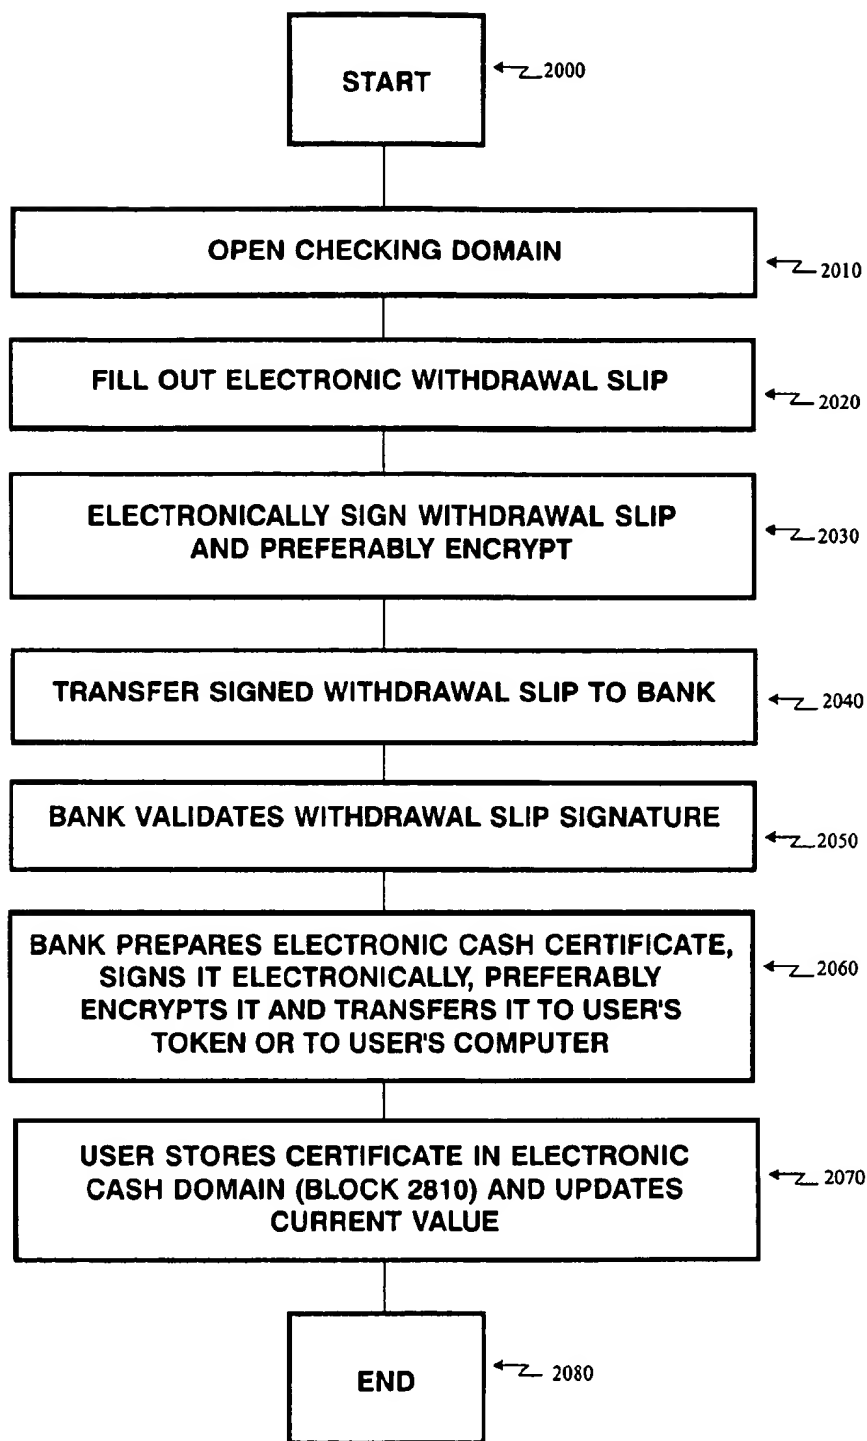 START
2000
OPEN CHECKING DOMAIN
2010
FILL OUT ELECTRONIC WITHDRAWAL SLIP
2020
ELECTRONICALLY SIGN WITHDRAWAL SLIP
AND PREFERABLY ENCRYPT
2030
TRANSFER SIGNED WITHDRAWAL SLIP TO BANK
2040
BANK VALIDATES WITHDRAWAL SLIP SIGNATURE
2050
BANK PREPARES ELECTRONIC CASH CERTIFICATE,
SIGNS IT ELECTRONICALLY, PREFERABLY
ENCRYPTS IT AND TRANSFERS IT TO USER'S
TOKEN OR TO USER'S COMPUTER
2060
USER STORES CERTIFICATE IN ELECTRONIC
CASH DOMAIN (BLOCK 2810) AND UPDATES
CURRENT VALUE
2070
END
2080